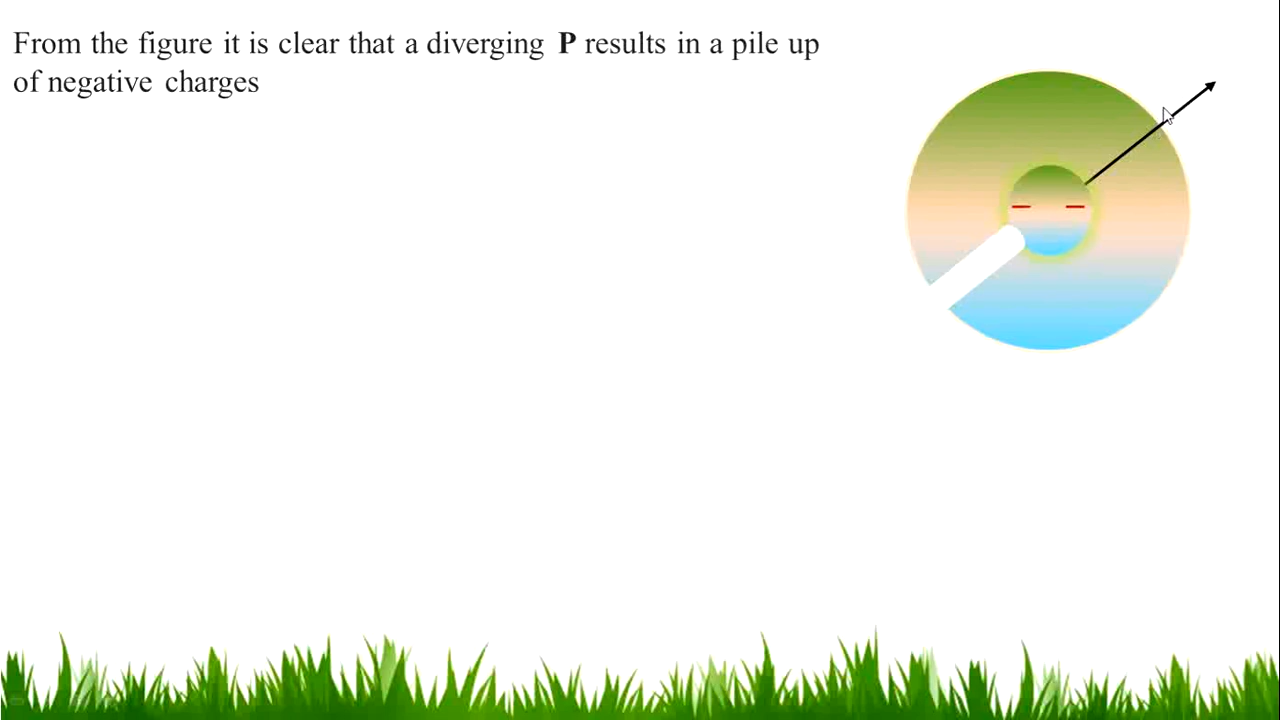 From the figure it is clear that a diverging P results in a pile up
of negative charges